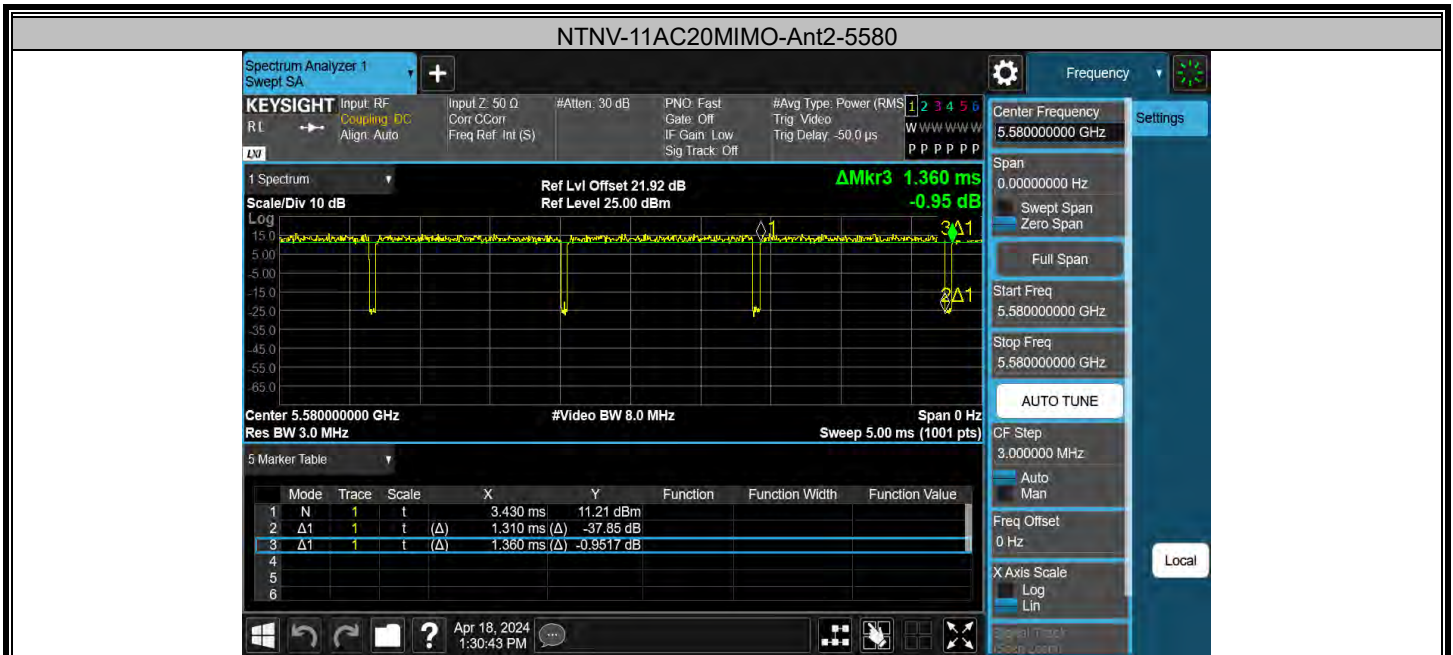 NTNV-11AC20MIMO-Ant2-5580
Spectrum Analyzer 1
Swept SA
+
Frequency
KEYSIGHT
RL
LXI
Input: RF
Coupling: DC
Align: Auto
Input Z: 50 Ω
Corr CCorr
Freq Ref: Int (S)
#Atten: 30 dB
PNO: Fast
Gate: Off
IF Gain: Low
Sig Track: Off
#Avg Type: Power (RMS
Trig: Video
Trig Delay: -50.0 µs
1 2 3 4 5 6
W W W W W W
P P P P P P
1 Spectrum
Scale/Div 10 dB
Ref Lvl Offset 21.92 dB
Ref Level 25.00 dBm
ΔMkr3 1.360 ms
-0.95 dB
Log
15.0
5.00
-5.00
-15.0
-25.0
-35.0
-45.0
-55.0
-65.0
1
3Δ1
2Δ1
Center 5.580000000 GHz
#Video BW 8.0 MHz
Span 0 Hz
Res BW 3.0 MHz
Sweep 5.00 ms (1001 pts)
5 Marker Table
Mode Trace Scale X Y Function Function Width Function Value
1 N 1 t 3.430 ms 11.21 dBm
2 Δ1 1 t (Δ) 1.310 ms (Δ) -37.85 dB
3 Δ1 1 t (Δ) 1.360 ms (Δ) -0.9517 dB
4
5
6
?
Apr 18, 2024
1:30:43 PM
Center Frequency
5.580000000 GHz
Settings
Span
0.00000000 Hz
Swept Span
Zero Span
Full Span
Start Freq
5.580000000 GHz
Stop Freq
5.580000000 GHz
AUTO TUNE
CF Step
3.000000 MHz
Auto
Man
Freq Offset
0 Hz
X Axis Scale
Log
Lin
Local
Signal Track
(Span Zoom)